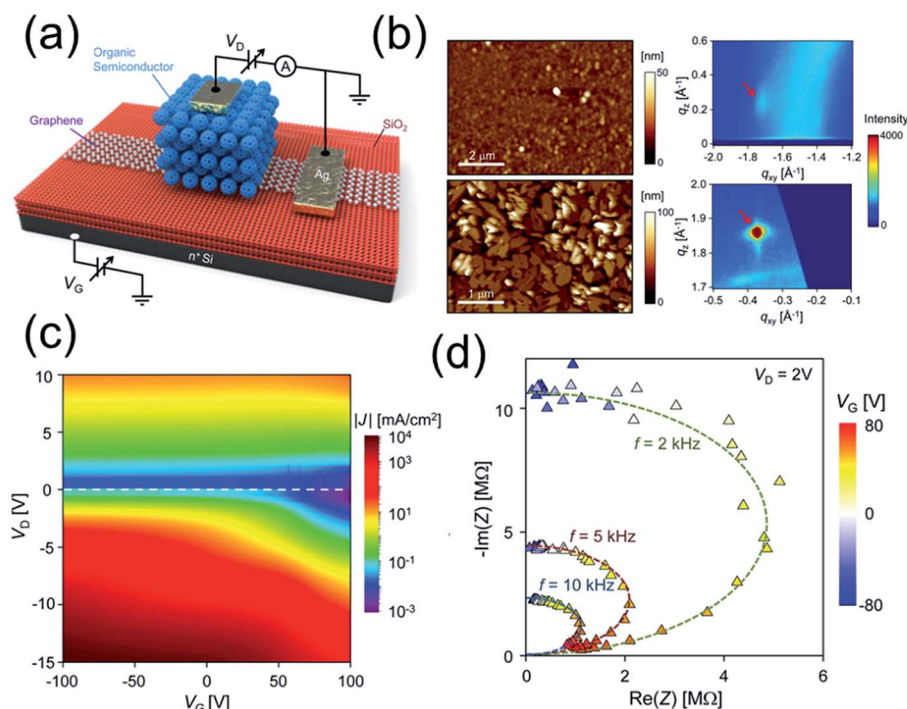 (a)
V_D
A
Organic
Semiconductor
Graphene
SiO₂
Ag
n⁺ Si
V_G
(b)
[nm]
50
0
2 μm
[nm]
100
0
1 μm
q_z [Å⁻¹]
0.6
0.4
0.2
0
-2.0 -1.8 -1.6 -1.4 -1.2
q_xy [Å⁻¹]
q_z [Å⁻¹]
2.0
1.9
1.8
1.7
-0.5 -0.4 -0.3 -0.2 -0.1
q_xy [Å⁻¹]
Intensity
4000
0
(c)
V_D [V]
10
5
0
-5
-10
-15
-100 -50 0 50 100
V_G [V]
|J| [mA/cm²]
10⁴
10³
10¹
10⁻¹
10⁻³
(d)
V_D = 2V
-Im(Z) [MΩ]
10
5
0
f = 2 kHz
f = 5 kHz
f = 10 kHz
0 2 4 6
Re(Z) [MΩ]
V_G [V]
80
0
-80